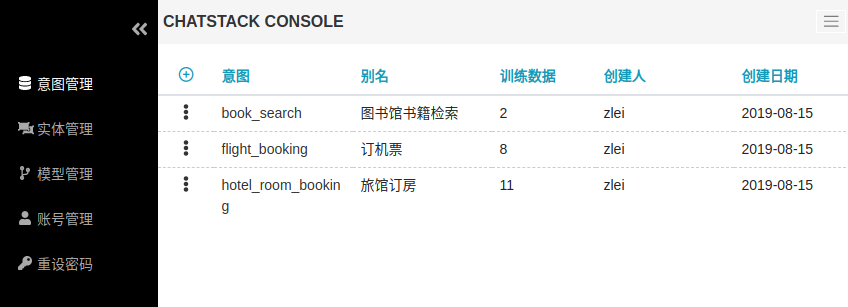 CHATSTACK CONSOLE
意图管理
实体管理
模型管理
账号管理
重设密码
意图 别名 训练数据 创建人 创建日期
book_search 图书馆书籍检索 2 zlei 2019-08-15
flight_booking 订机票 8 zlei 2019-08-15
hotel_room_bookin 旅馆订房 11 zlei 2019-08-15
g